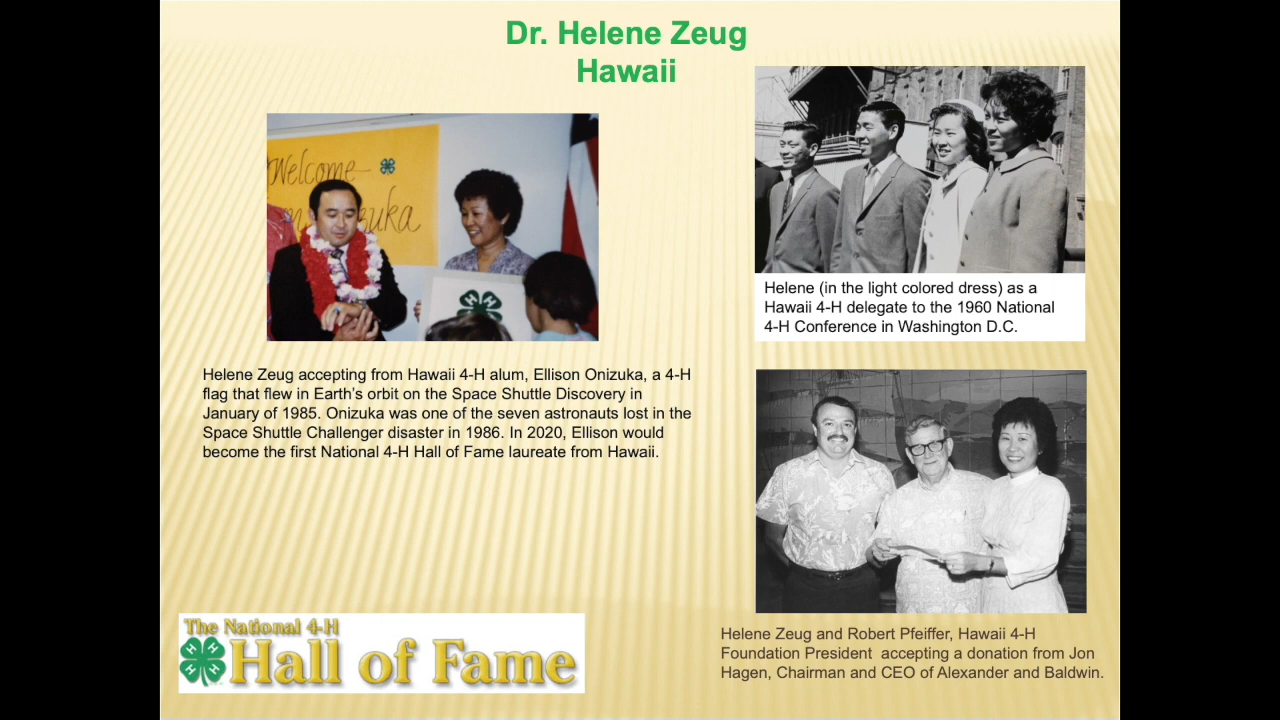 Dr. Helene Zeug
Hawaii
Welcome
Helene (in the light colored dress) as a
Hawaii 4-H delegate to the 1960 National
4-H Conference in Washington D.C.
Helene Zeug accepting from Hawaii 4-H alum, Ellison Onizuka, a 4-H
flag that flew in Earth’s orbit on the Space Shuttle Discovery in
January of 1985. Onizuka was one of the seven astronauts lost in the
Space Shuttle Challenger disaster in 1986. In 2020, Ellison would
become the first National 4-H Hall of Fame laureate from Hawaii.
Helene Zeug and Robert Pfeiffer, Hawaii 4-H
Foundation President accepting a donation from Jon
Hagen, Chairman and CEO of Alexander and Baldwin.
The National 4-H
H H H H Hall of Fame